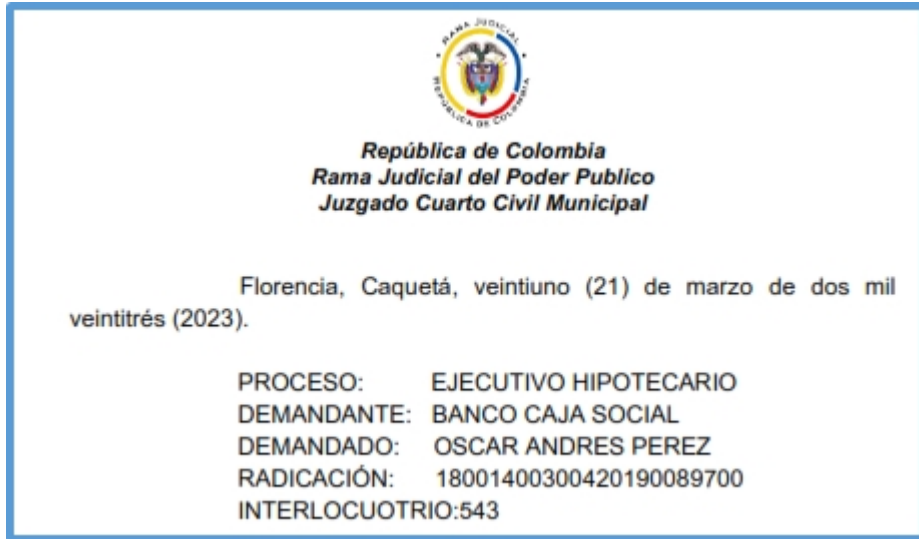 RAMA JUDICIAL
REPÚBLICA DE COLOMBIA
República de Colombia
Rama Judicial del Poder Publico
Juzgado Cuarto Civil Municipal
Florencia, Caquetá, veintiuno (21) de marzo de dos mil
veintitrés (2023).
PROCESO: EJECUTIVO HIPOTECARIO
DEMANDANTE: BANCO CAJA SOCIAL
DEMANDADO: OSCAR ANDRES PEREZ
RADICACIÓN: 18001400300420190089700
INTERLOCUOTRIO:543